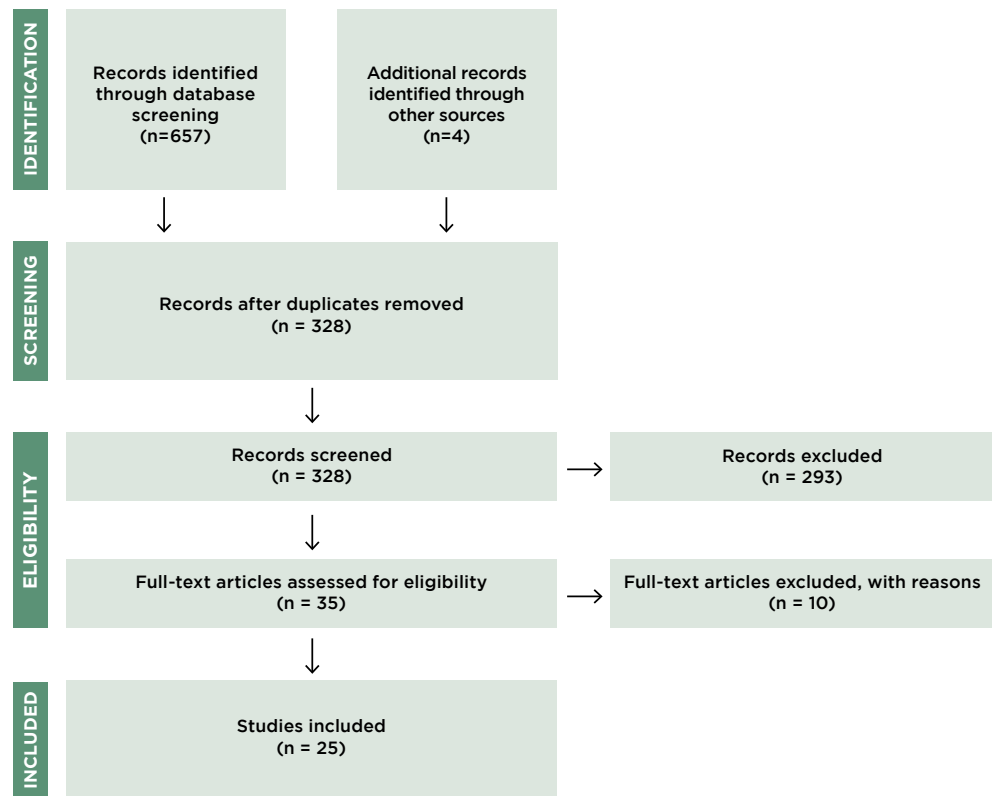 IDENTIFICATION
Records identified
through database
screening
(n=657)
Additional records
identified through
other sources
(n=4)
SCREENING
Records after duplicates removed
(n = 328)
ELIGIBILITY
Records screened
(n = 328)
Records excluded
(n = 293)
Full-text articles assessed for eligibility
(n = 35)
Full-text articles excluded, with reasons
(n = 10)
INCLUDED
Studies included
(n = 25)